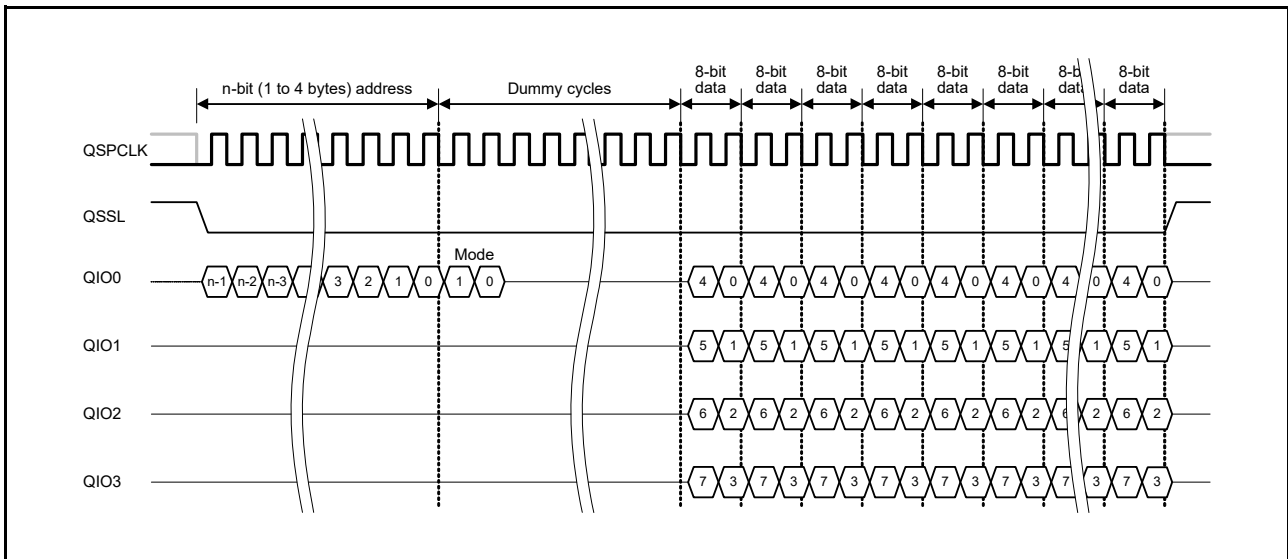 8-bit 8-bit 8-bit 8-bit 8-bit 8-bit 8-b 8-bit
n-bit (1 to 4 bytes) address Dummy cycles data data data data data data dat data
QSPCLK
QSSL
Mode
QIO0 n-1 n-2 n-3 3 2 1 0 1 0 4 0 4 0 4 0 4 0 4 0 4 0 4 0 4 0
QIO1 5 1 5 1 5 1 5 1 5 1 5 1 5 1 5 1
QIO2 6 2 6 2 6 2 6 2 6 2 6 2 6 2 6 2
QIO3 7 3 7 3 7 3 7 3 7 3 7 3 7 3 7 3